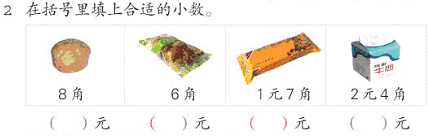 2 在括号里填上合适的小数。
8角 6角 1元7角 2元4角
( )元 ( )元 ( )元 ( )元